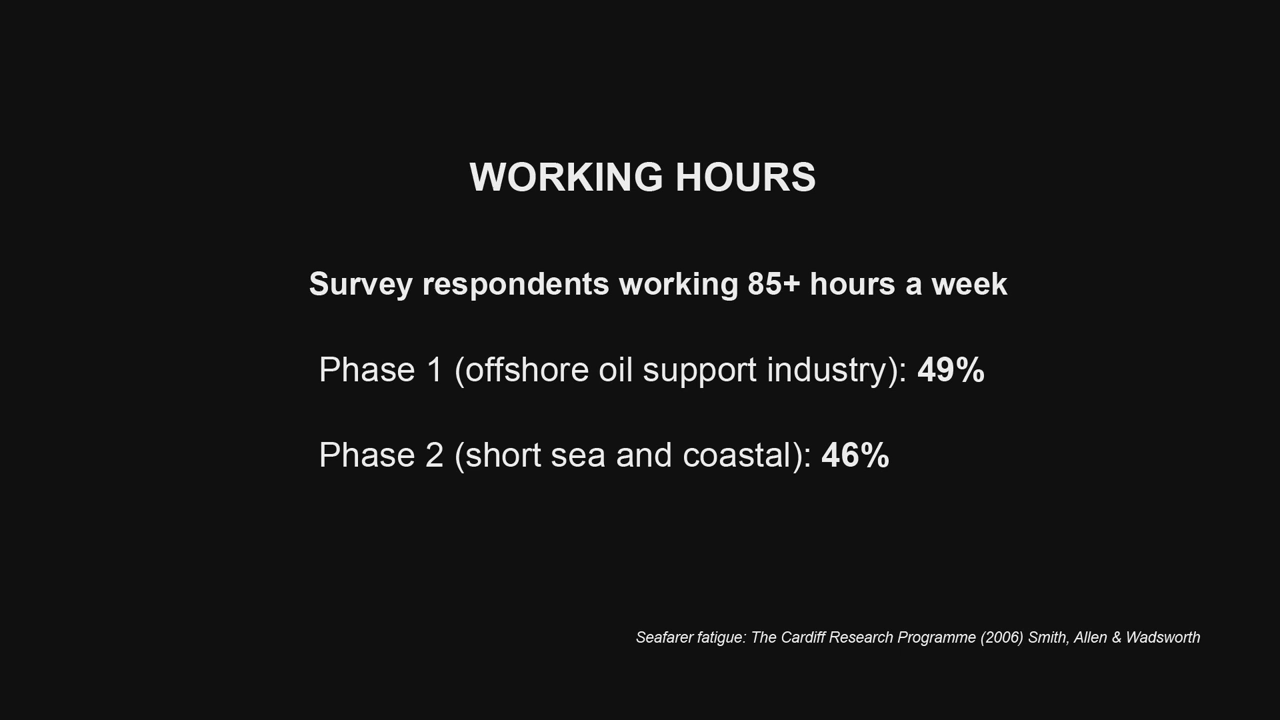 WORKING HOURS
Survey respondents working 85+ hours a week
Phase 1 (offshore oil support industry): 49%
Phase 2 (short sea and coastal): 46%
Seafarer fatigue: The Cardiff Research Programme (2006) Smith, Allen & Wadsworth